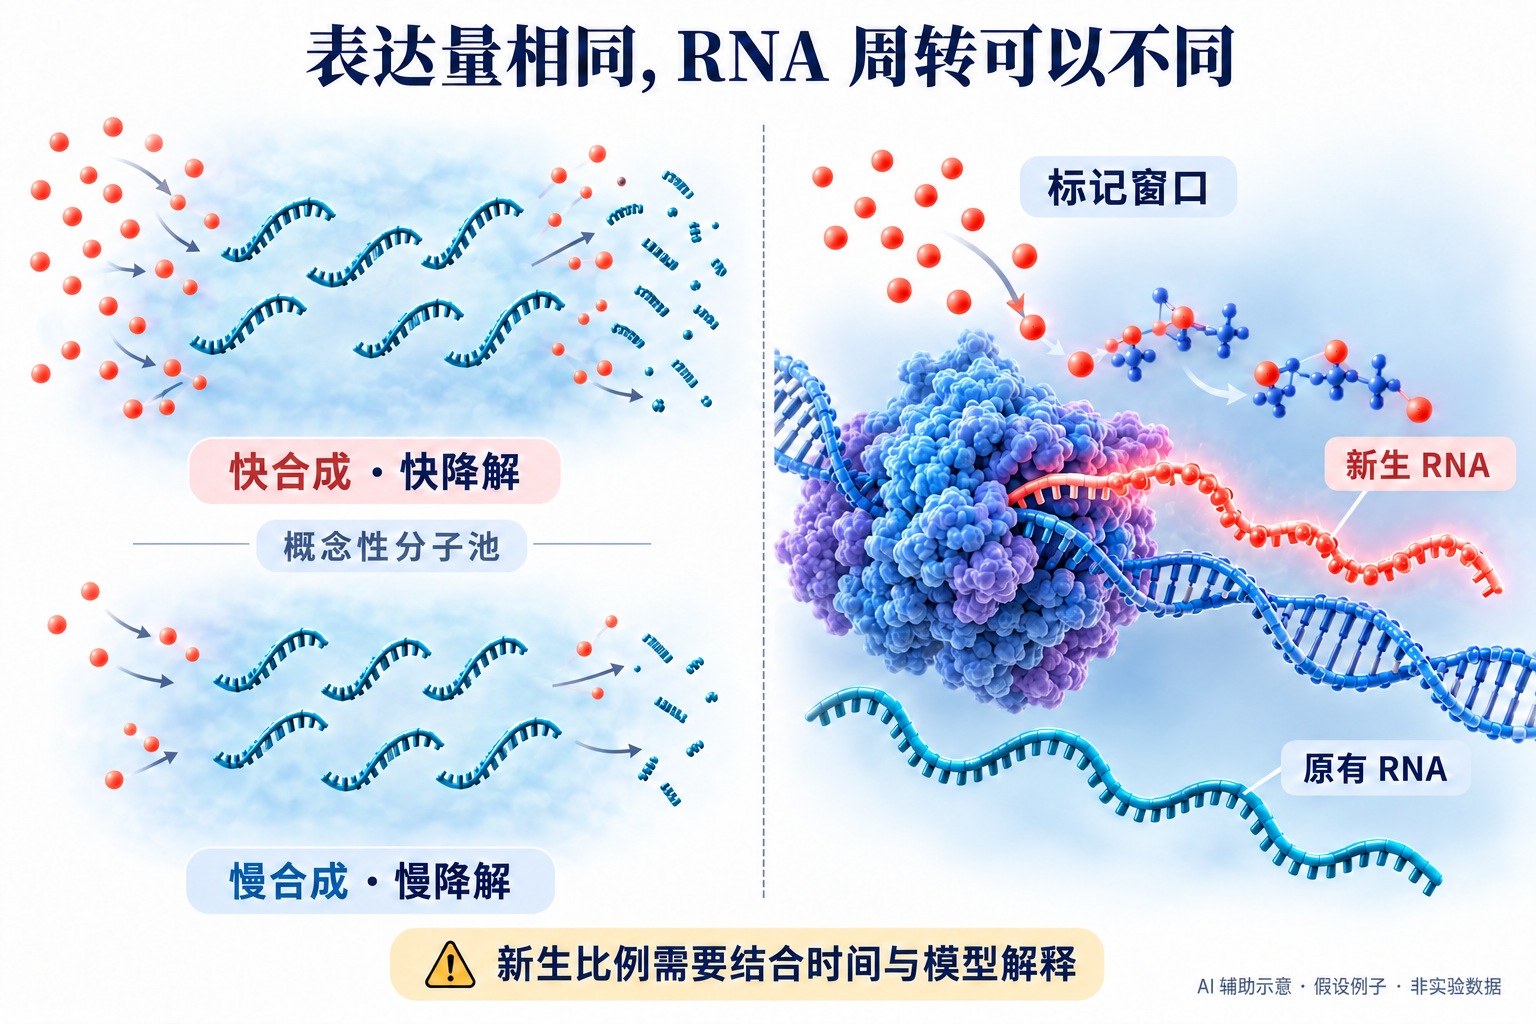 表达量相同, RNA 周转可以不同
快合成・快降解
概念性分子池
慢合成・慢降解
标记窗口
新生 RNA
原有 RNA
新生比例需要结合时间与模型解释
AI 辅助示意・假设例子・非实验数据